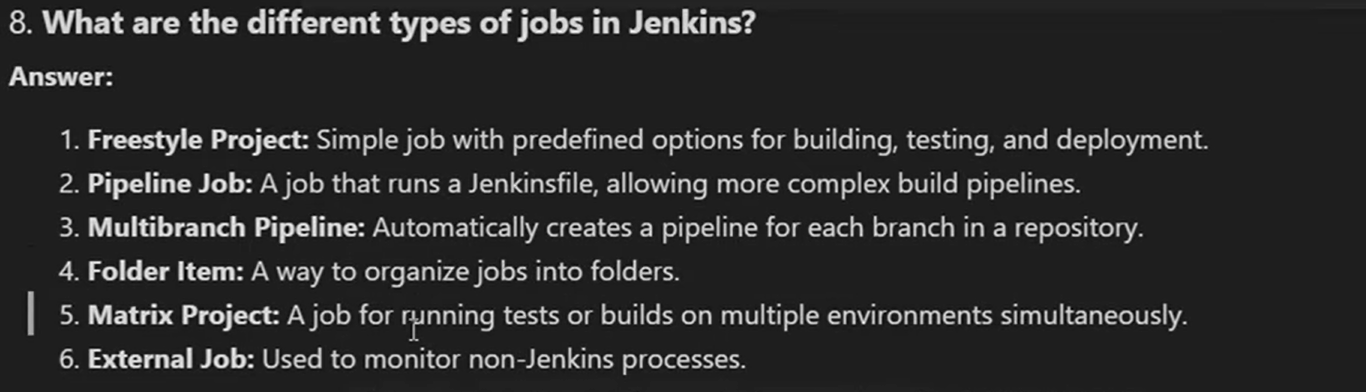 8. What are the different types of jobs in Jenkins?
Answer:
1. Freestyle Project: Simple job with predefined options for building, testing, and deployment.
2. Pipeline Job: A job that runs a Jenkinsfile, allowing more complex build pipelines.
3. Multibranch Pipeline: Automatically creates a pipeline for each branch in a repository.
4. Folder Item: A way to organize jobs into folders.
5. Matrix Project: A job for running tests or builds on multiple environments simultaneously.
6. External Job: Used to monitor non-Jenkins processes.